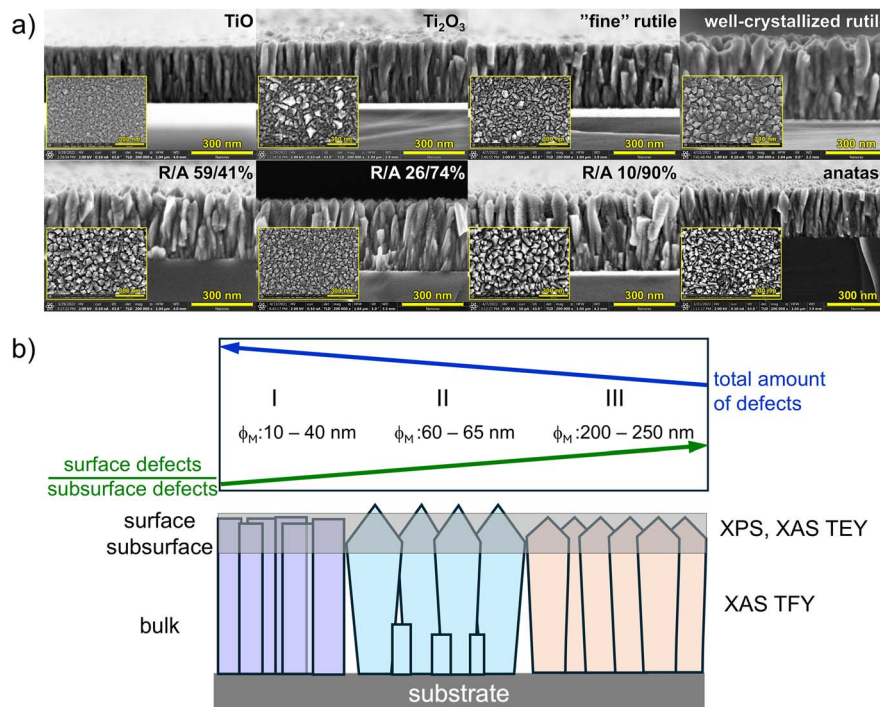 a)
TiO
Ti₂O₃
"fine" rutile
well-crystallized rutil
300 nm
300 nm
300 nm
300 nm
R/A 59/41%
R/A 26/74%
R/A 10/90%
anatas
300 nm
300 nm
300 nm
300 nm
b)
total amount
of defects
I
II
III
ϕM:10 – 40 nm
ϕM:60 – 65 nm
ϕM:200 – 250 nm
surface defects
subsurface defects
surface
subsurface
XPS, XAS TEY
bulk
XAS TFY
substrate